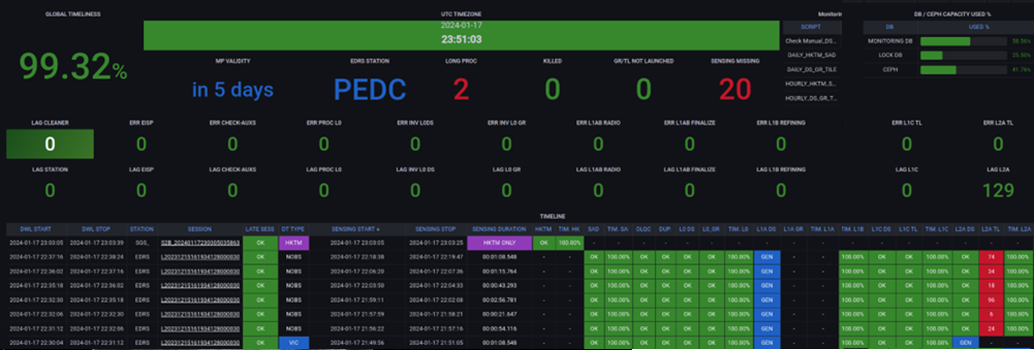 GLOBAL TIMELINESS
UTC TIMEZONE
DB / CEPH CAPACITY USED %
2024-01-17
23:51:03
SCRIPT
DB USED %
Check Manual_DS...
MONITORING DB
DAILY_HKTM_SAD
LOCK DB
DAILY_DS_GR_TILE
CEPH
HOURLY_HKTM_S...
HOURLY_DS_GR_T...
99.32%
MP VALIDITY EDRS STATION LONG PROC KILLED GR/TL NOT LAUNCHED SENSING MISSING
in 5 days PEDC 2 0 0 20
LAG CLEANER ERR EISP ERR CHECK-AUXS ERR PROC L0 ERR INV L0DS ERR INV L0 GR ERR L1AB RADIO ERR L1AB FINALIZE ERR L1B REFINING ERR L1C TL ERR L2A TL
0 0 0 0 0 0 0 0 0 0 0
LAG STATION LAG EISP LAG CHECK-AUXS LAG PROC L0 LAG INV L0 DS LAG L0 GR LAG L1AB RADIO LAG L1AB FINALIZE LAG L1B REFINING LAG L1C LAG L2A
0 0 0 0 0 0 0 0 0 0 129
TIMELINE
DWL START DWL STOP STATION SESSION LATE SESS DT TYPE SENSING START SENSING STOP SENSING DURATION HKTM TIM. HK SAD TIM. SA OLQC DUP. L0 DS L0_GR TIM. L0 L1A DS L1A GR TIM. L1A TIM. L1B L1C DS L1C TL TIM. L1C L2A DS L2A TL TIM. L2A
2024-01-17 23:03:05 2024-01-17 23:03:39 SGS_ OK HKTM 2024-01-17 23:03:05 2024-01-17 23:03:25 HKTM ONLY OK 100.00% - - - - - - - - - - - - - - - - -
2024-01-17 22:37:16 2024-01-17 22:38:24 EDRS OK NOBS 2024-01-17 22:18:38 2024-01-17 22:19:47 00:01:08.548 - - OK 100.00% OK OK OK OK 100.00% GEN - - 100.00% OK OK 100.00% OK 74 100.00%
2024-01-17 22:36:02 2024-01-17 22:37:16 EDRS OK NOBS 2024-01-17 22:06:20 2024-01-17 22:07:36 00:01:15.764 - - OK 100.00% OK OK OK OK 100.00% GEN - - 100.00% OK OK 100.00% OK 34 100.00%
2024-01-17 22:35:18 2024-01-17 22:36:02 EDRS OK NOBS 2024-01-17 22:03:50 2024-01-17 22:04:33 00:00:43.293 - - OK 100.00% OK OK OK OK 100.00% GEN - - 100.00% OK OK 100.00% OK 18 100.00%
2024-01-17 22:32:30 2024-01-17 22:35:18 EDRS OK NOBS 2024-01-17 21:59:11 2024-01-17 22:02:08 00:02:56.781 - - OK 100.00% OK OK OK OK 100.00% GEN - - 100.00% OK OK 100.00% OK 96 100.00%
2024-01-17 22:32:06 2024-01-17 22:32:30 EDRS OK NOBS 2024-01-17 21:57:59 2024-01-17 21:58:21 00:00:21.647 - - OK 100.00% OK OK OK OK 100.00% GEN - - 100.00% OK OK 100.00% OK 6 100.00%
2024-01-17 22:31:12 2024-01-17 22:32:06 EDRS OK NOBS 2024-01-17 21:56:22 2024-01-17 21:57:16 00:00:54.116 - - OK 100.00% OK OK OK OK 100.00% GEN - - 100.00% OK OK 100.00% OK 24 100.00%
2024-01-17 22:30:04 2024-01-17 22:31:12 EDRS OK VIC 2024-01-17 21:49:56 2024-01-17 21:51:05 00:01:08.548 - - OK 100.00% OK OK OK OK 100.00% GEN - - 100.00% OK OK 100.00% GEN - -